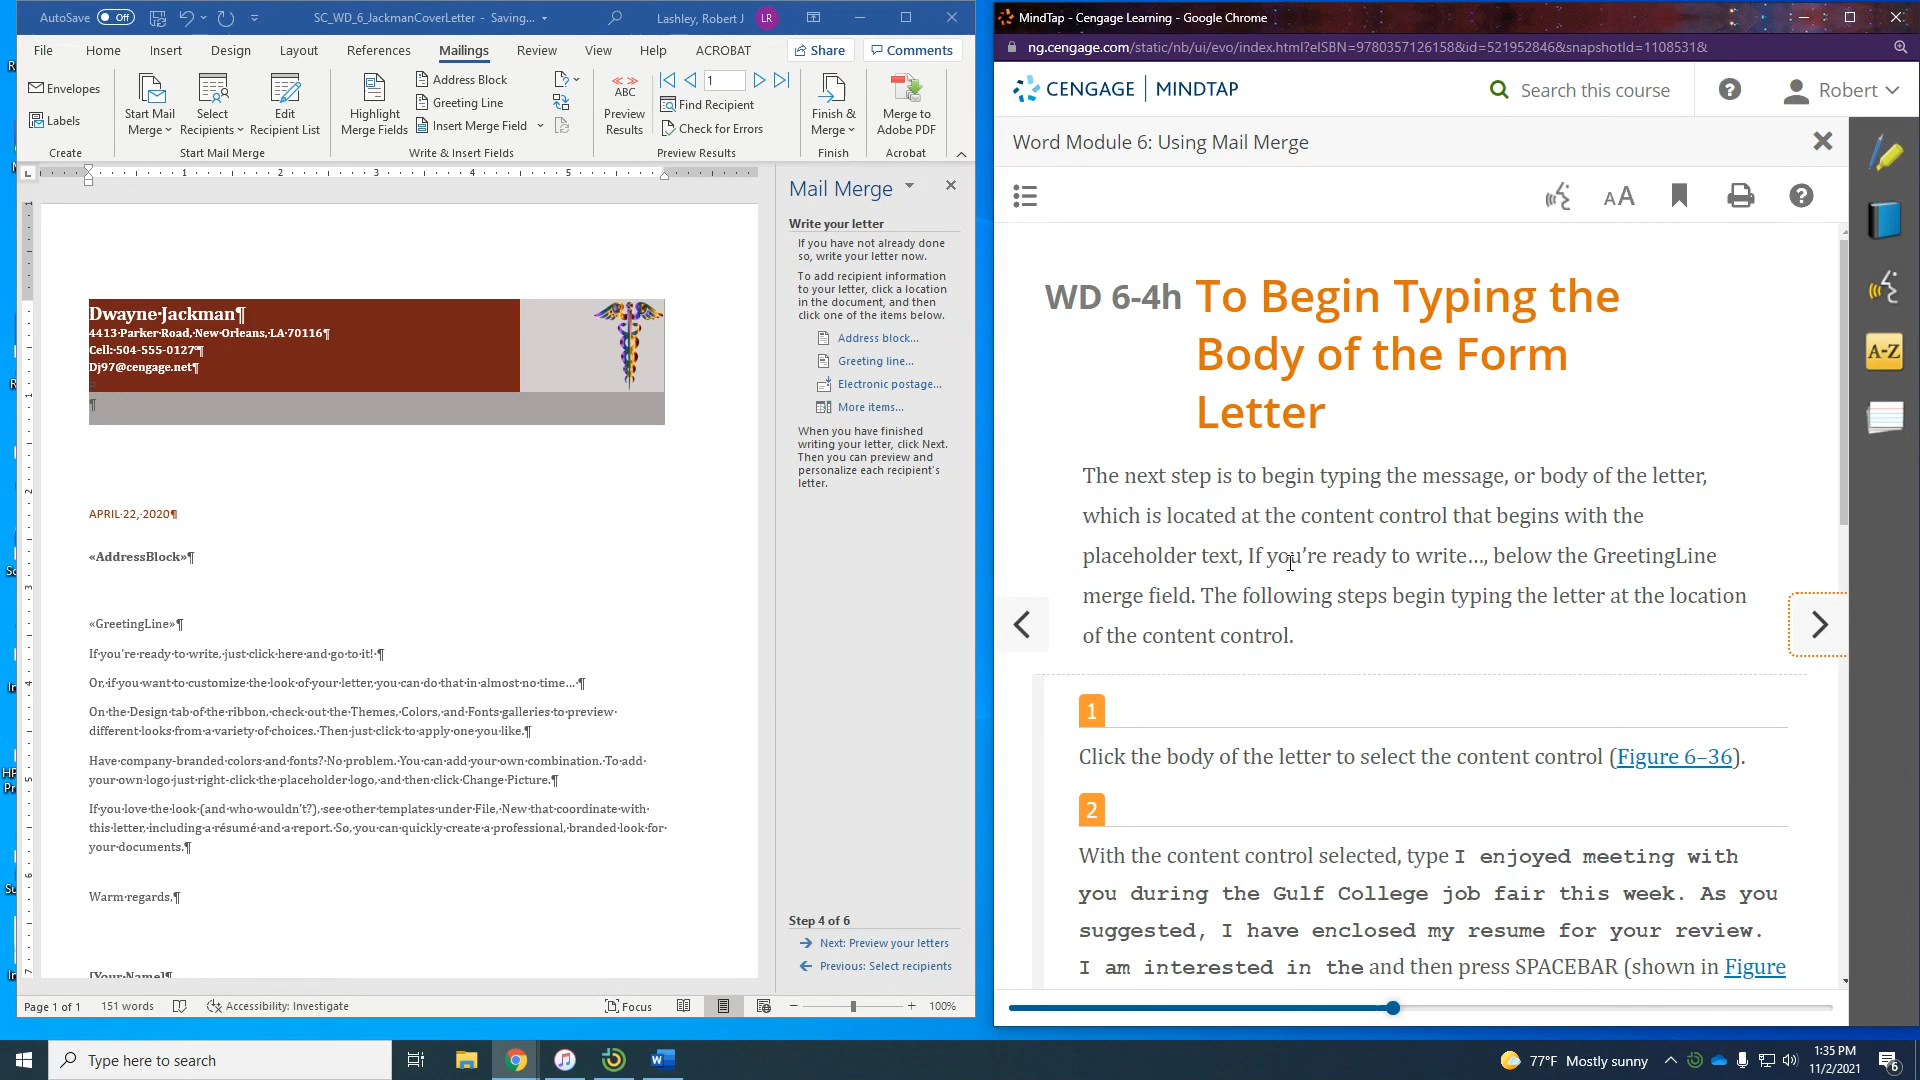 AutoSave Off SC_WD_6_JackmanCoverLetter - Saving... Lashley, Robert J LR
File Home Insert Design Layout References Mailings Review View Help ACROBAT Share Comments
Envelopes
Labels
Create
Start Mail Merge
Select Recipients
Edit Recipient List
Start Mail Merge
Highlight Merge Fields
Address Block
Greeting Line
Insert Merge Field
Write & Insert Fields
ABC
Preview Results
1
Find Recipient
Check for Errors
Preview Results
Finish & Merge
Finish
Merge to Adobe PDF
Acrobat
1 2 3 4 5
Dwayne·Jackman¶
4413·Parker·Road,·New·Orleans,·LA·70116¶
Cell:·504-555-0127¶
Dj97@cengage.net¶
¶
APRIL·22,·2020¶
«AddressBlock»¶
«GreetingLine»¶
If·you're·ready·to·write,·just·click·here·and·go·to·it!·¶
Or,·if·you·want·to·customize·the·look·of·your·letter,·you·can·do·that·in·almost·no·time...·¶
On·the·Design·tab·of·the·ribbon,·check·out·the·Themes,·Colors,·and·Fonts·galleries·to·preview·
different·looks·from·a·variety·of·choices.·Then·just·click·to·apply·one·you·like.¶
Have·company-branded·colors·and·fonts?·No·problem.·You·can·add·your·own·combination.·To·add·
your·own·logo·just·right-click·the·placeholder·logo,·and·then·click·Change·Picture.¶
If·you·love·the·look·(and·who·wouldn't?),·see·other·templates·under·File,·New·that·coordinate·with·
this·letter,·including·a·résumé·and·a·report.·So,·you·can·quickly·create·a·professional,·branded·look·for·
your·documents.¶
Warm·regards,¶
[Your·Name]¶
Mail Merge
Write your letter
If you have not already done
so, write your letter now.
To add recipient information
to your letter, click a location
in the document, and then
click one of the items below.
Address block...
Greeting line...
Electronic postage...
More items...
When you have finished
writing your letter, click Next.
Then you can preview and
personalize each recipient's
letter.
Step 4 of 6
Next: Preview your letters
Previous: Select recipients
Page 1 of 1 151 words Accessibility: Investigate Focus 100%
MindTap - Cengage Learning - Google Chrome
ng.cengage.com/static/nb/ui/evo/index.html?eISBN=9780357126158&id=521952846&snapshotId=1108531&
CENGAGE MINDTAP Search this course Robert
Word Module 6: Using Mail Merge
AA
A-Z
WD 6-4h To Begin Typing the
Body of the Form
Letter
The next step is to begin typing the message, or body of the letter,
which is located at the content control that begins with the
placeholder text, If you're ready to write..., below the GreetingLine
merge field. The following steps begin typing the letter at the location
of the content control.
1
Click the body of the letter to select the content control (Figure 6–36).
2
With the content control selected, type I enjoyed meeting with
you during the Gulf College job fair this week. As you
suggested, I have enclosed my resume for your review.
I am interested in the and then press SPACEBAR (shown in Figure
Type here to search
77°F Mostly sunny
1:35 PM
11/2/2021
6